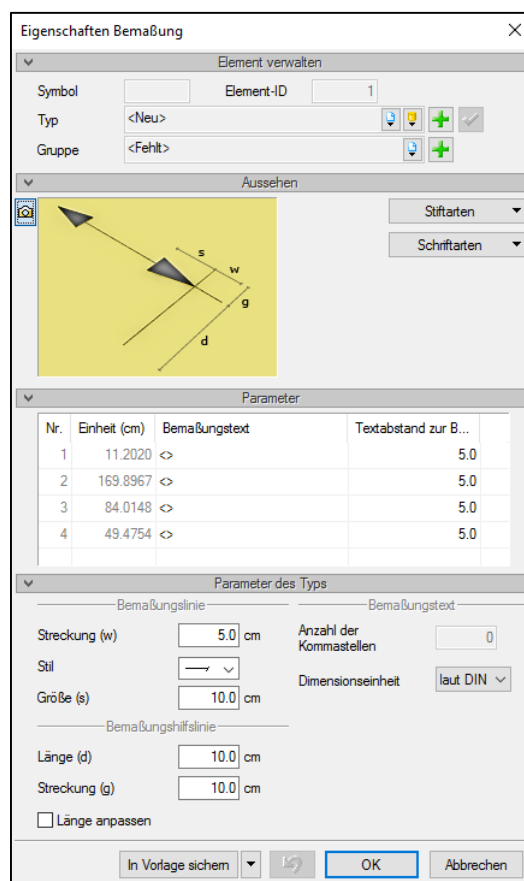 Eigenschaften Bemaßung
Element verwalten
Symbol Element-ID 1
Typ <Neu>
Gruppe <Fehlt>
Aussehen
s
w
g
d
Stiftarten
Schriftarten
Parameter
Nr. Einheit (cm) Bemaßungstext Textabstand zur B...
1 11.2020 <> 5.0
2 169.8967 <> 5.0
3 84.0148 <> 5.0
4 49.4754 <> 5.0
Parameter des Typs
Bemaßungslinie Bemaßungstext
Streckung (w) 5.0 cm Anzahl der Kommastellen 0
Stil
Dimensionseinheit laut DIN
Größe (s) 10.0 cm
Bemaßungshilfslinie
Länge (d) 10.0 cm
Streckung (g) 10.0 cm
Länge anpassen
In Vorlage sichern OK Abbrechen